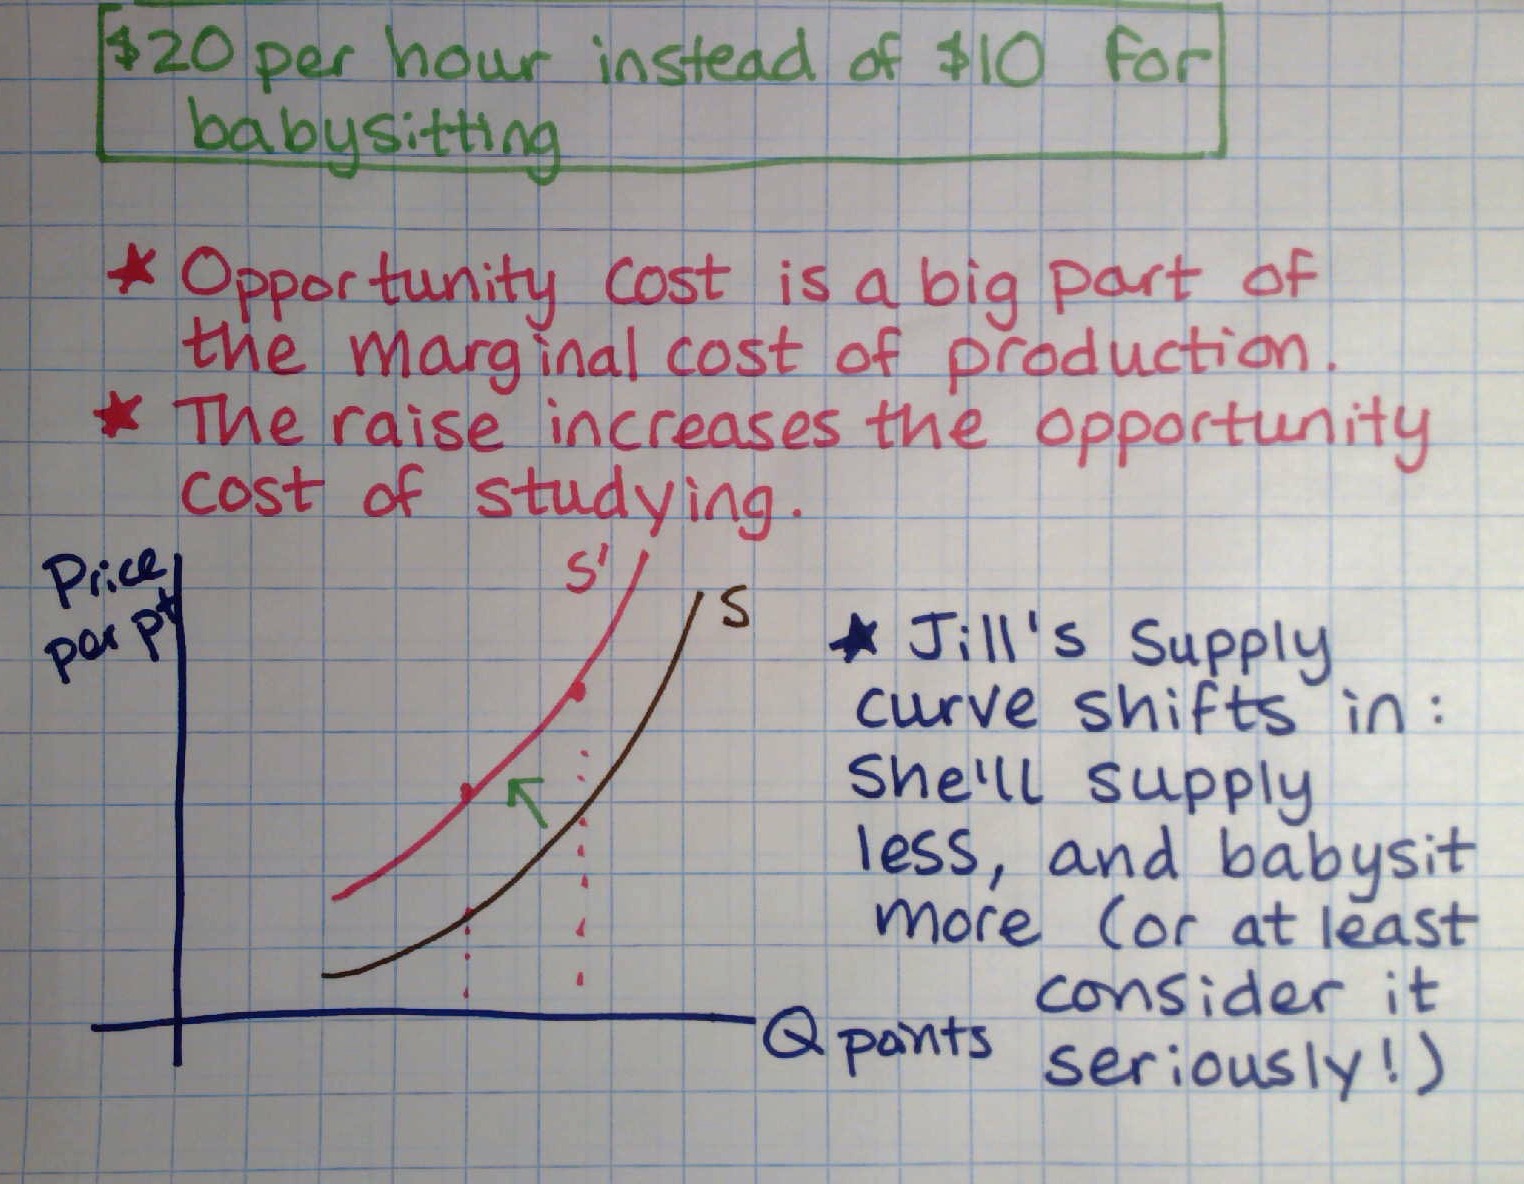 $20 per hour instead of $10 for
babysitting
★ Opportunity cost is a big part of
the marginal cost of production.
★ The raise increases the opportunity
cost of studying.
Price
per pt
S'
S
★ Jill's supply
curve shifts in:
She'll supply
less, and babysit
more (or at least
consider it
seriously!)
Q points